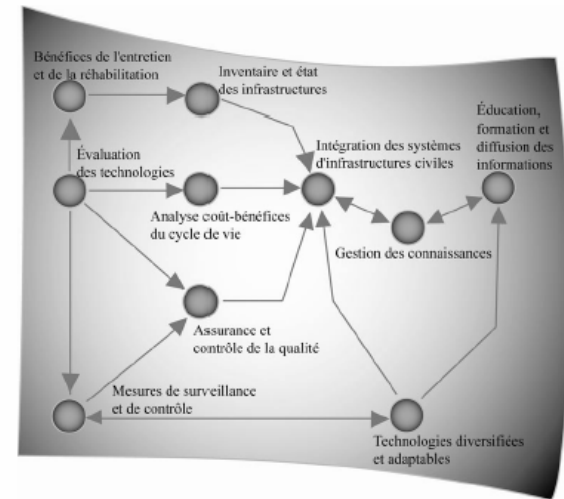 Bénéfices de l'entretien
et de la réhabilitation
Inventaire et état
des infrastructures
Éducation,
formation et
diffusion des
informations
Évaluation
des technologies
Intégration des systèmes
d'infrastructures civiles
Analyse coût-bénéfices
du cycle de vie
Gestion des connaissances
Assurance et
contrôle de la qualité
Mesures de surveillance
et de contrôle
Technologies diversifiées
et adaptables